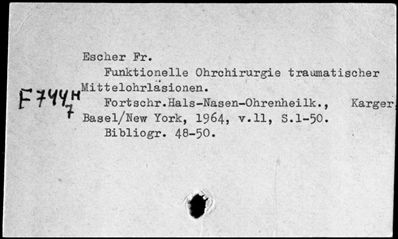 Escher Fr.
Funktionelle Ohrchirurgie traumatischer
Mittelohrläsionen.
F744H
7
Fortschr.Hals-Nasen-Ohrenheilk., Karger,
Basel/New York, 1964, v.11, S.1-50.
Bibliogr. 48-50.